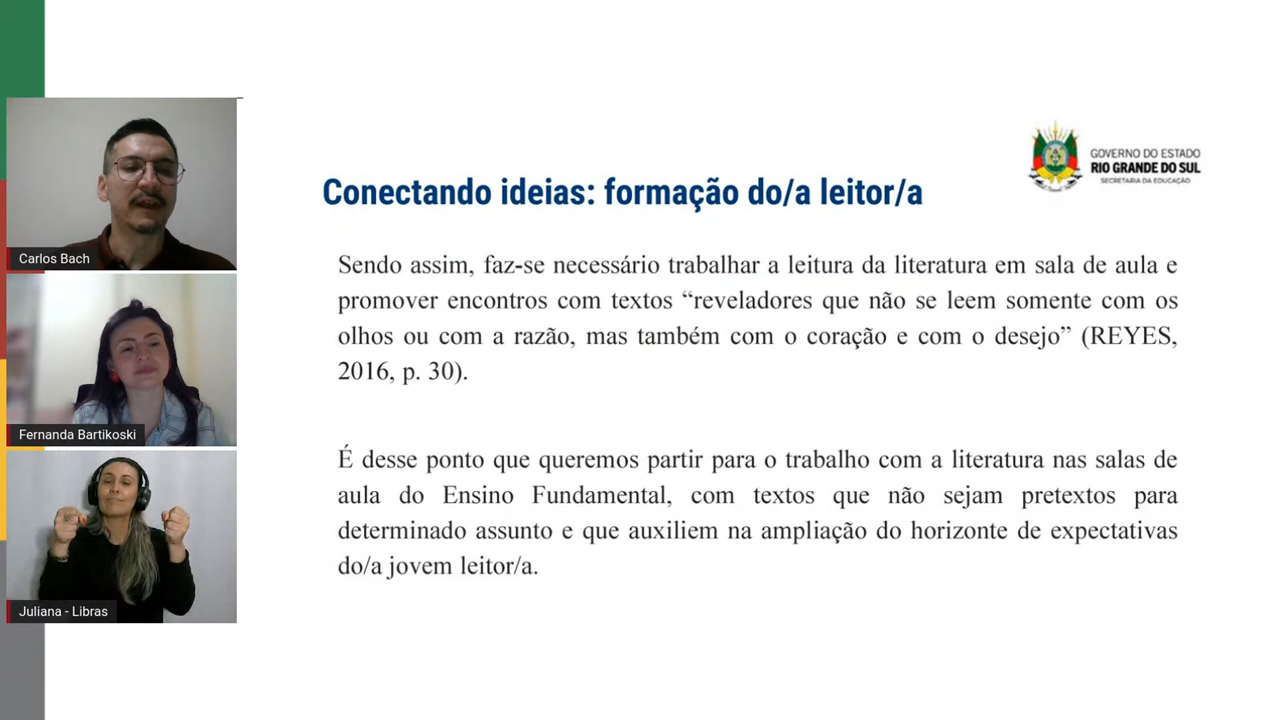 GOVERNO DO ESTADO
RIO GRANDE DO SUL
SECRETARIA DA EDUCAÇÃO
Conectando ideias: formação do/a leitor/a
Carlos Bach
Sendo assim, faz-se necessário trabalhar a leitura da literatura em sala de aula e
promover encontros com textos “reveladores que não se leem somente com os
olhos ou com a razão, mas também com o coração e com o desejo” (REYES,
2016, p. 30).
Fernanda Bartikoski
É desse ponto que queremos partir para o trabalho com a literatura nas salas de
aula do Ensino Fundamental, com textos que não sejam pretextos para
determinado assunto e que auxiliem na ampliação do horizonte de expectativas
do/a jovem leitor/a.
Juliana - Libras